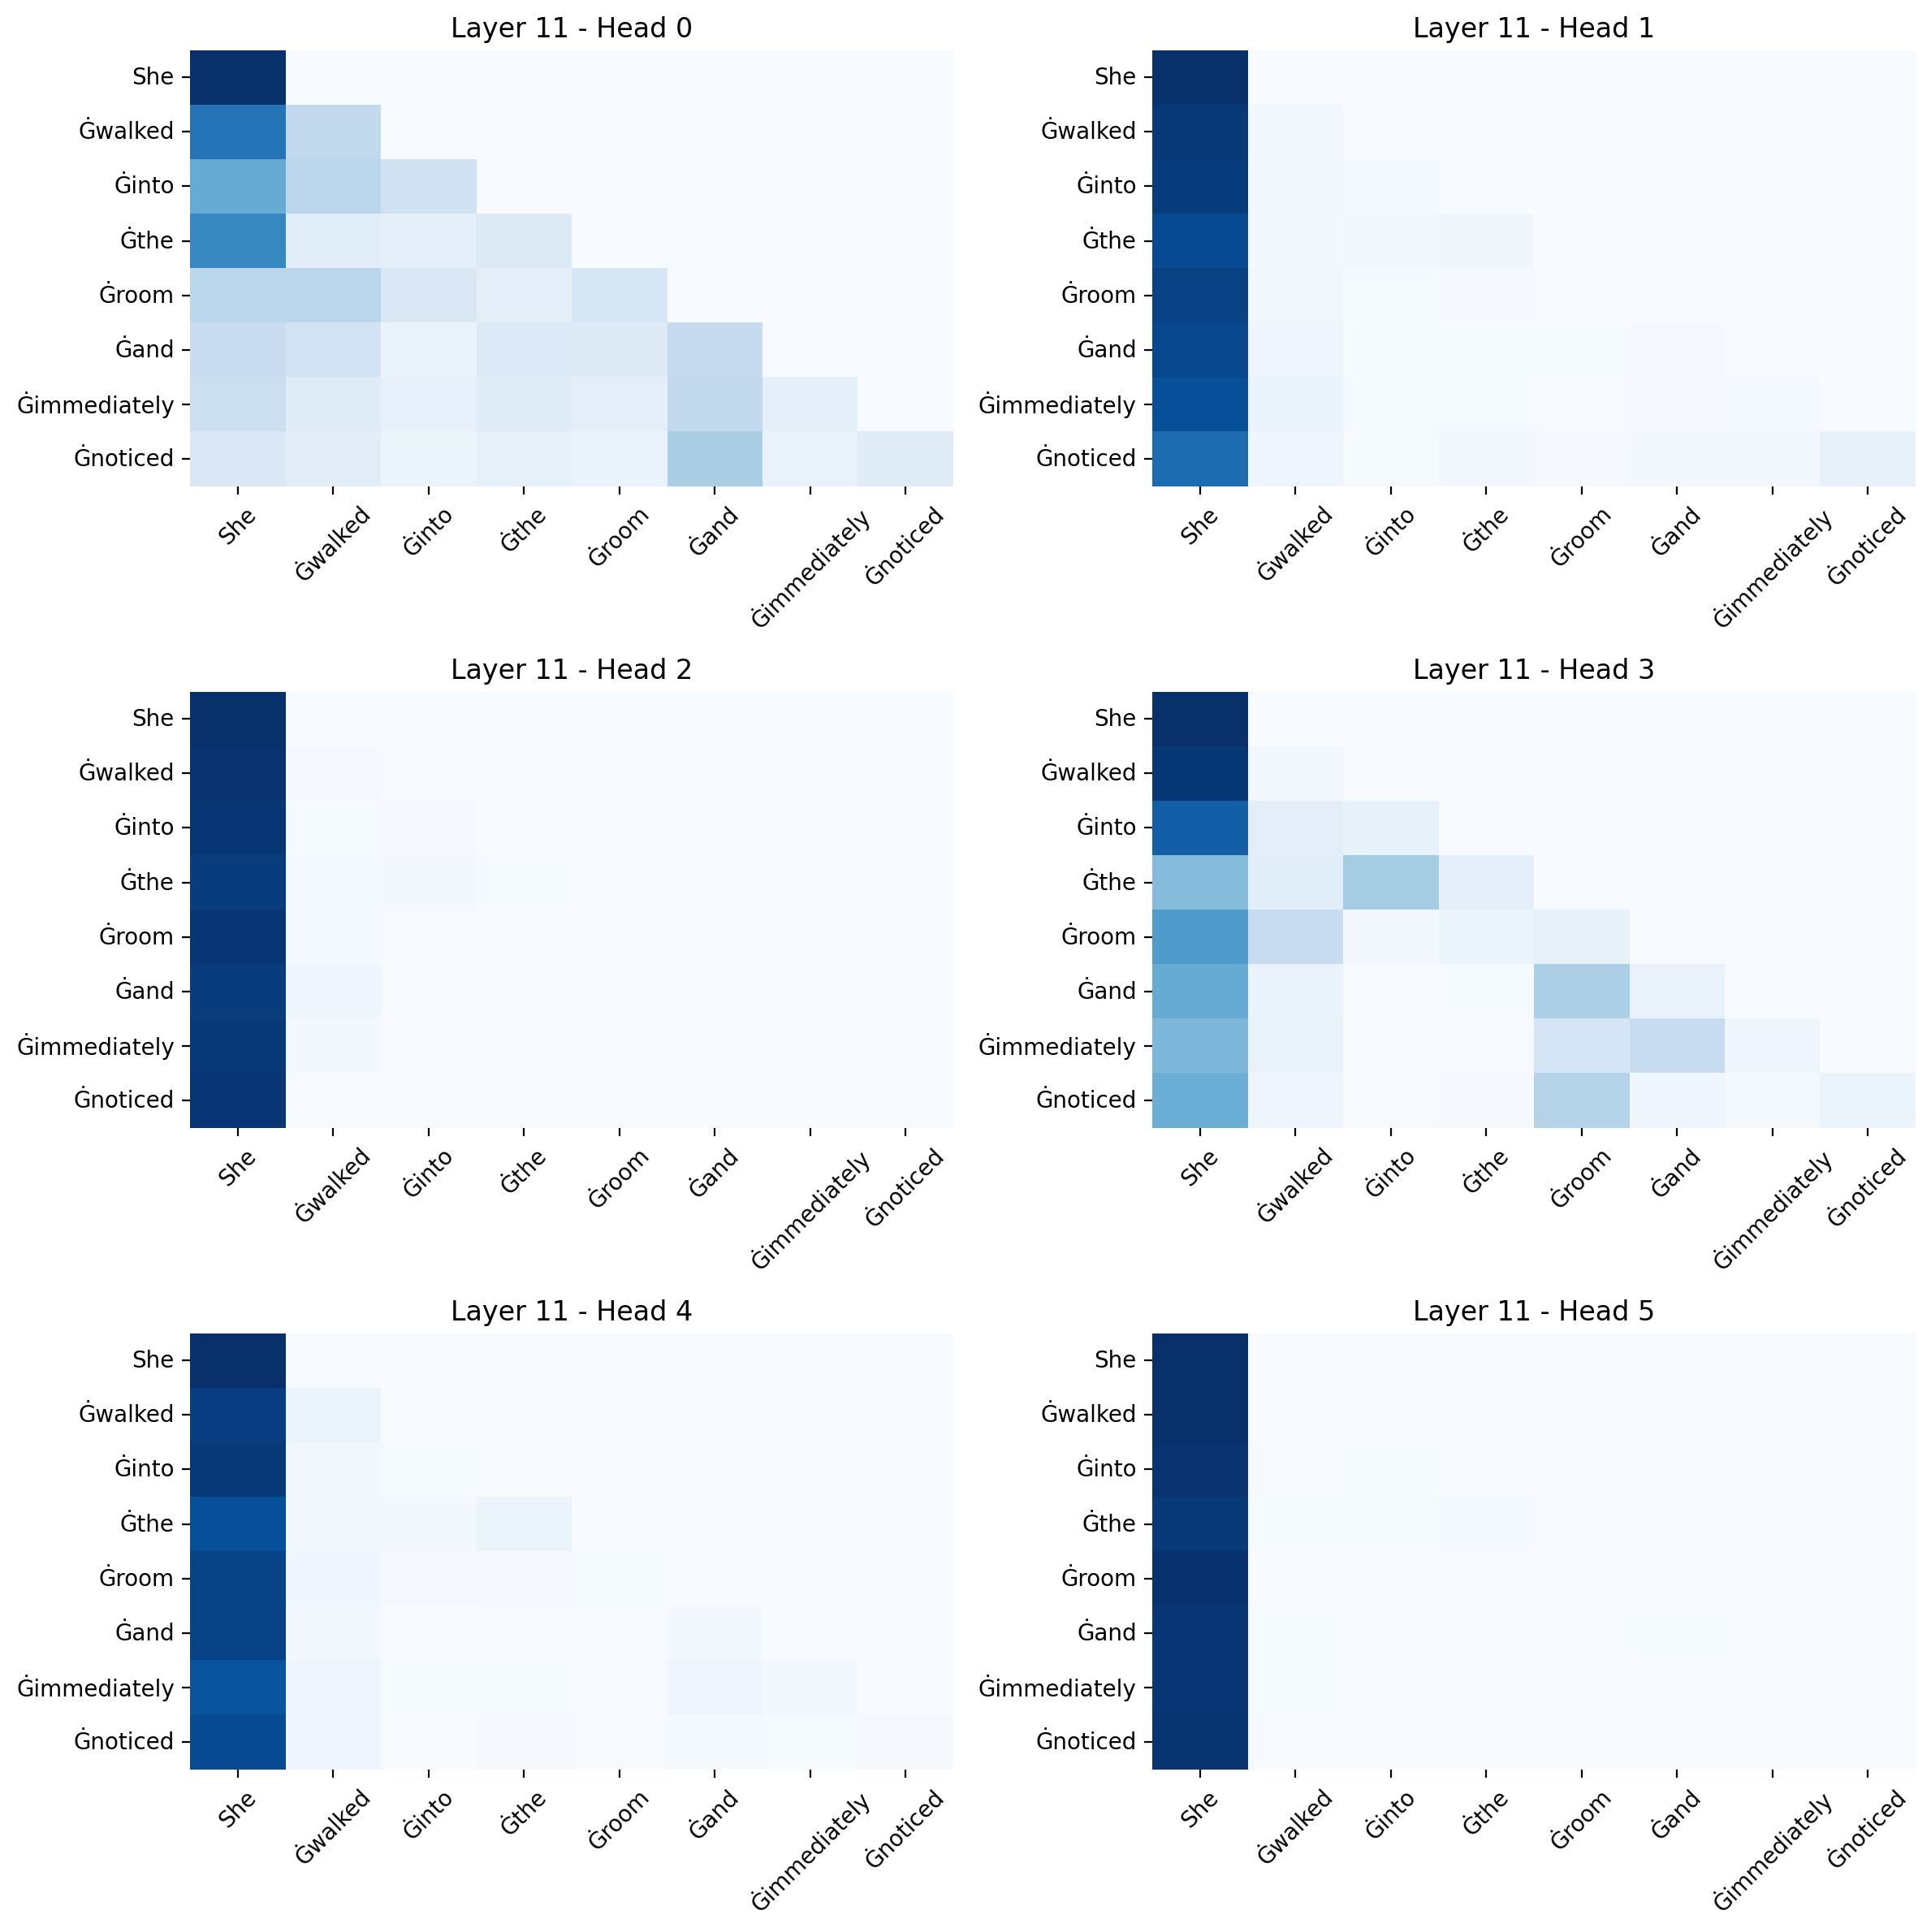 Layer 11 - Head 0
She
Ġwalked
Ġinto
Ġthe
Ġroom
Ġand
Ġimmediately
Ġnoticed
She
Ġwalked
Ġinto
Ġthe
Ġroom
Ġand
Ġimmediately
Ġnoticed
Layer 11 - Head 1
She
Ġwalked
Ġinto
Ġthe
Ġroom
Ġand
Ġimmediately
Ġnoticed
She
Ġwalked
Ġinto
Ġthe
Ġroom
Ġand
Ġimmediately
Ġnoticed
Layer 11 - Head 2
She
Ġwalked
Ġinto
Ġthe
Ġroom
Ġand
Ġimmediately
Ġnoticed
She
Ġwalked
Ġinto
Ġthe
Ġroom
Ġand
Ġimmediately
Ġnoticed
Layer 11 - Head 3
She
Ġwalked
Ġinto
Ġthe
Ġroom
Ġand
Ġimmediately
Ġnoticed
She
Ġwalked
Ġinto
Ġthe
Ġroom
Ġand
Ġimmediately
Ġnoticed
Layer 11 - Head 4
She
Ġwalked
Ġinto
Ġthe
Ġroom
Ġand
Ġimmediately
Ġnoticed
She
Ġwalked
Ġinto
Ġthe
Ġroom
Ġand
Ġimmediately
Ġnoticed
Layer 11 - Head 5
She
Ġwalked
Ġinto
Ġthe
Ġroom
Ġand
Ġimmediately
Ġnoticed
She
Ġwalked
Ġinto
Ġthe
Ġroom
Ġand
Ġimmediately
Ġnoticed